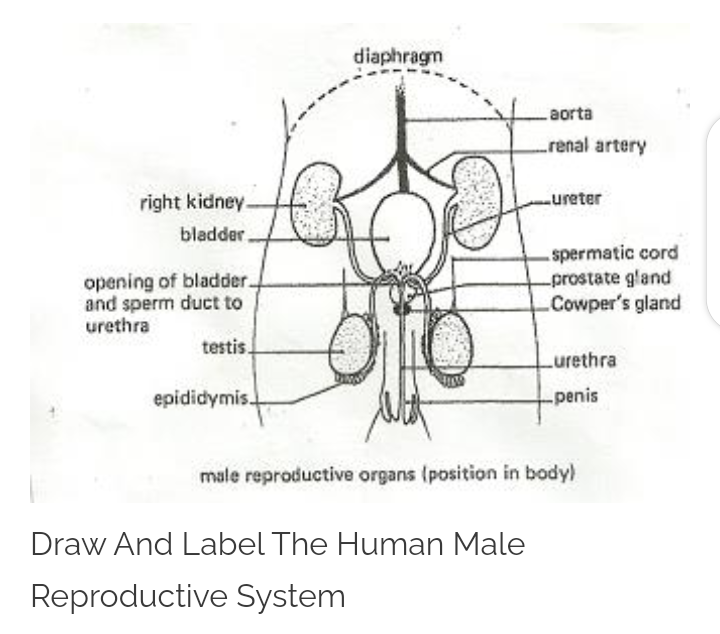 diaphragm
aorta
renal artery
right kidney
ureter
bladder
spermatic cord
opening of bladder
and sperm duct to
urethra
prostate gland
Cowper's gland
testis
urethra
epididymis
penis
male reproductive organs (position in body)
Draw And Label The Human Male
Reproductive System